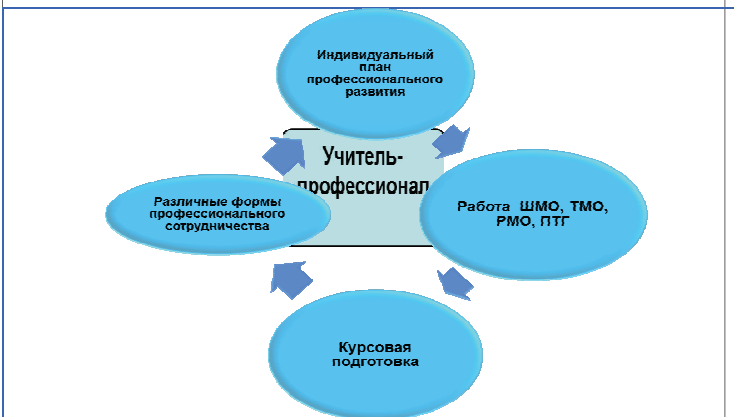 Индивидуальный
план
профессионального
развития
Учитель-
профессионал
Различные формы
профессионального
сотрудничества
Работа ШМО, ТМО,
РМО, ПТГ
Курсовая
подготовка